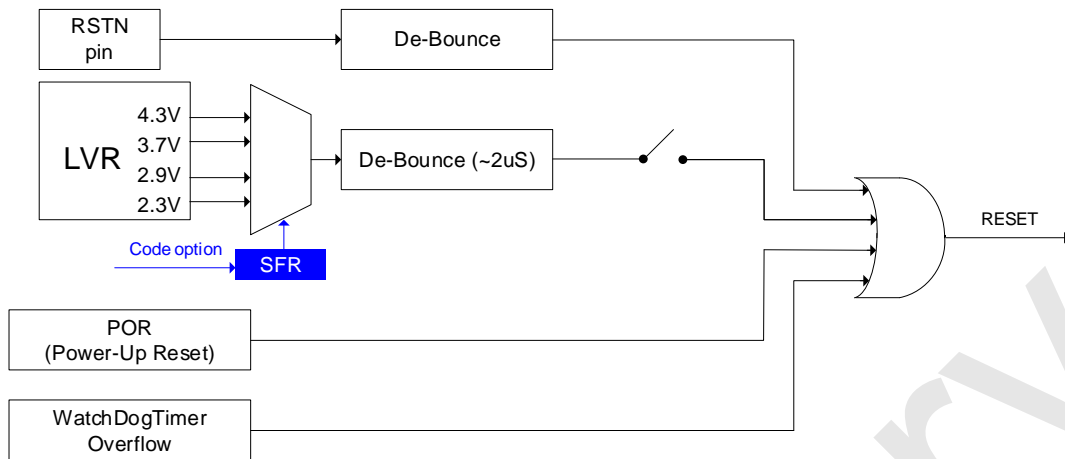 RSTN
pin
De-Bounce
LVR
4.3V
3.7V
2.9V
2.3V
De-Bounce (~2uS)
Code option
SFR
RESET
POR
(Power-Up Reset)
WatchDogTimer
Overflow